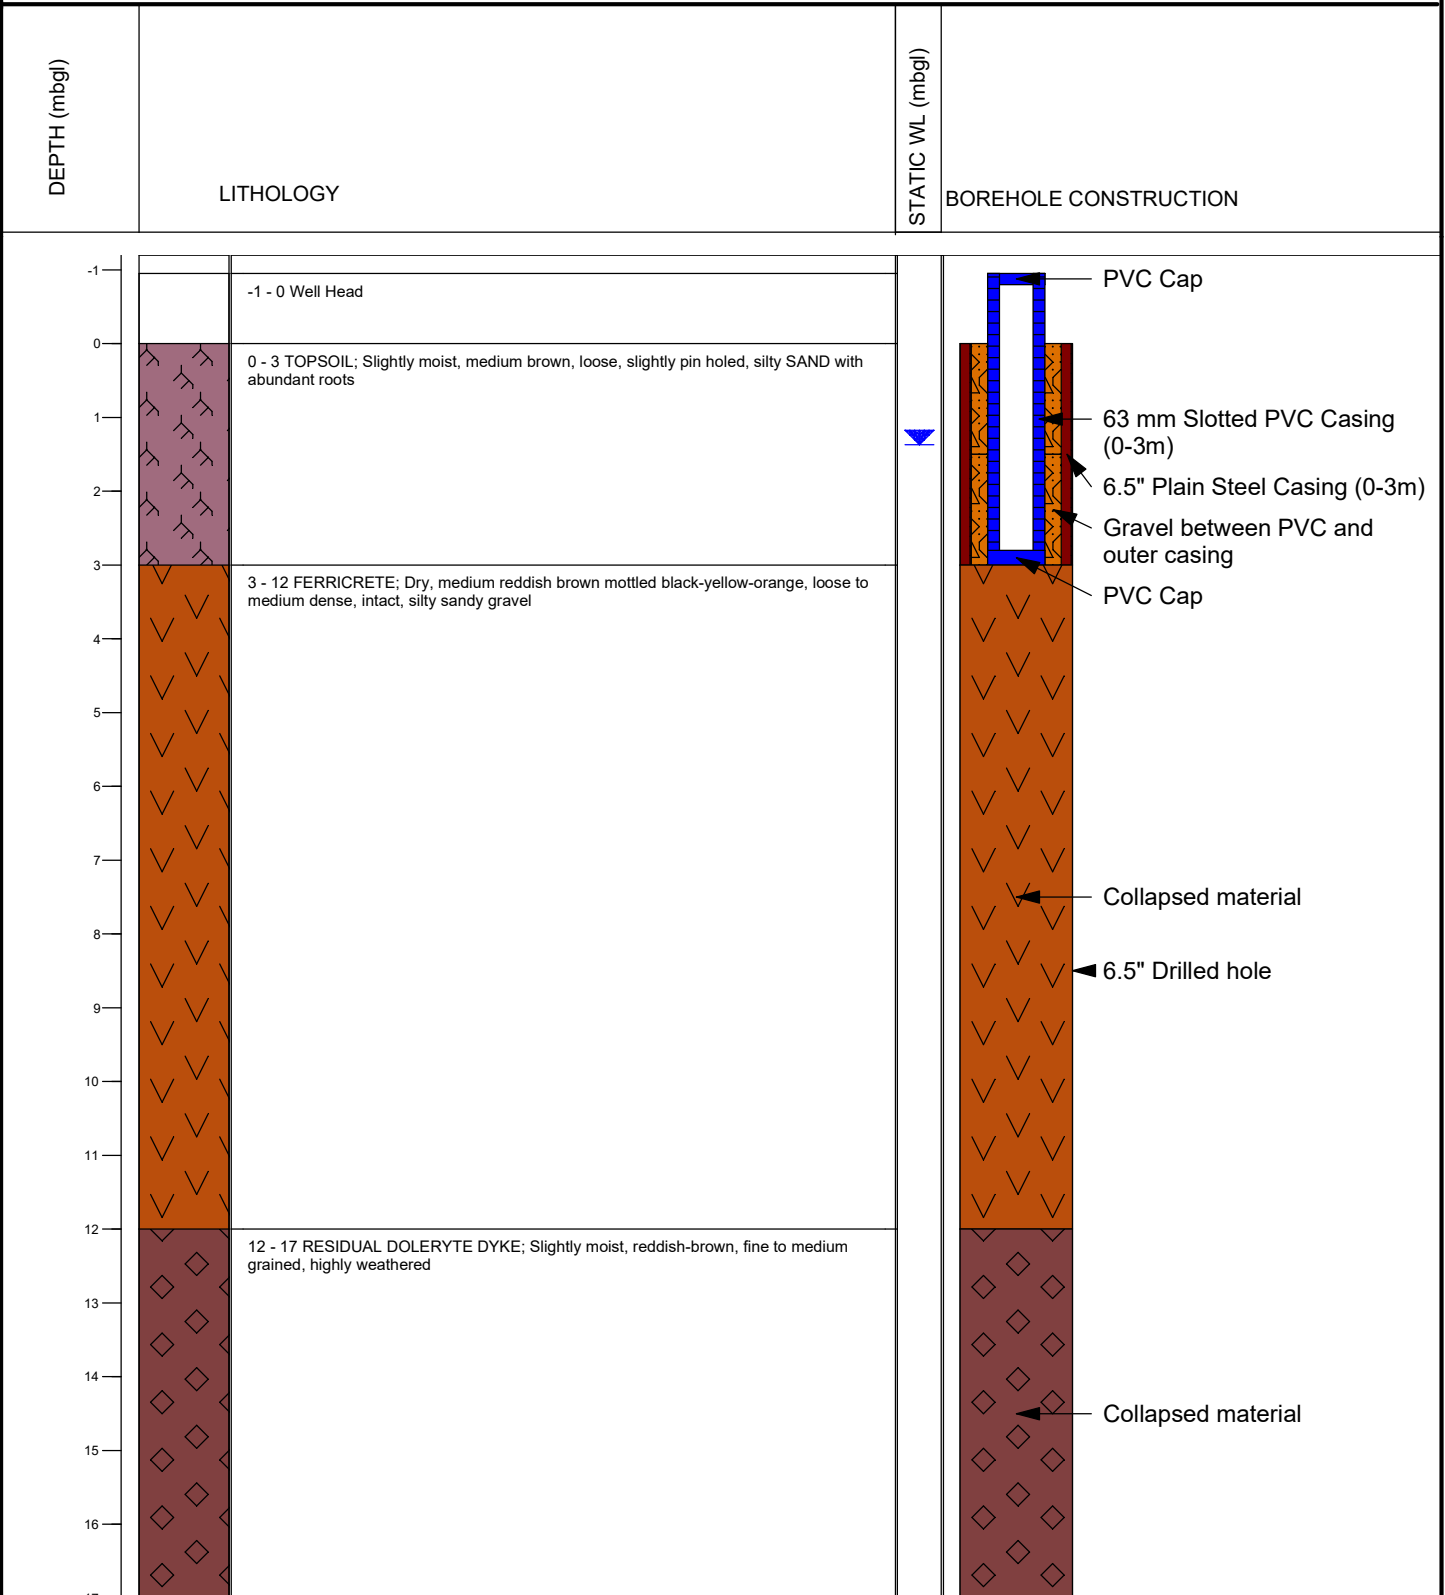 DEPTH (mbgl)
LITHOLOGY
STATIC WL (mbgl)
BOREHOLE CONSTRUCTION
-1
-1 - 0 Well Head
PVC Cap
0
0 - 3 TOPSOIL; Slightly moist, medium brown, loose, slightly pin holed, silty SAND with
abundant roots
1
63 mm Slotted PVC Casing
(0-3m)
6.5" Plain Steel Casing (0-3m)
2
Gravel between PVC and
outer casing
3
3 - 12 FERRICRETE; Dry, medium reddish brown mottled black-yellow-orange, loose to
medium dense, intact, silty sandy gravel
PVC Cap
4
5
6
7
Collapsed material
8
6.5" Drilled hole
9
10
11
12
12 - 17 RESIDUAL DOLERYTE DYKE; Slightly moist, reddish-brown, fine to medium
grained, highly weathered
13
14
Collapsed material
15
16